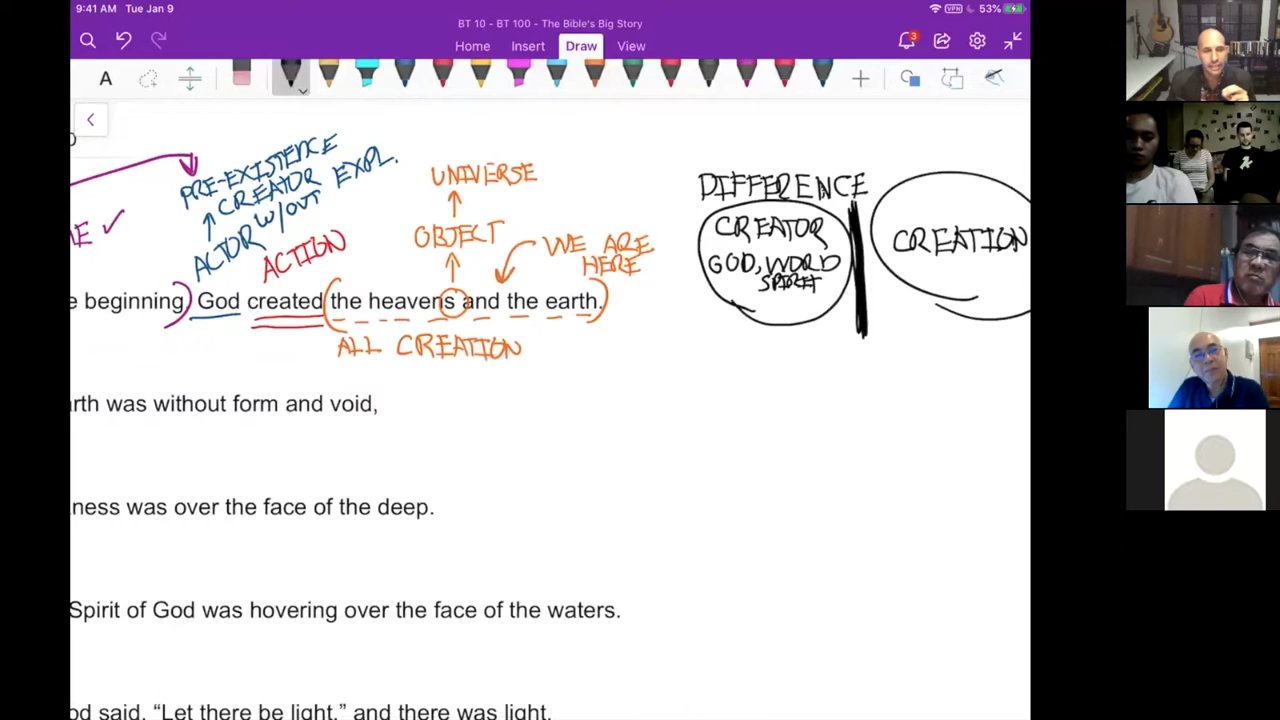 9:41 AM Tue Jan 9
VPN 53%
BT 10 - BT 100 - The Bible's Big Story
Home Insert Draw View
3
A
PRE-EXISTENCE
CREATOR
W/OUT EXPL.
ACTOR
ACTION
UNIVERSE
OBJECT
WE ARE
HERE
DIFFERENCE
CREATOR
GOD, WORD
SPIRIT
CREATION
beginning) God created (the heavens and the earth.)
ALL CREATION
was without form and void,
was over the face of the deep.
Spirit of God was hovering over the face of the waters.
said, “Let there be light,” and there was light.